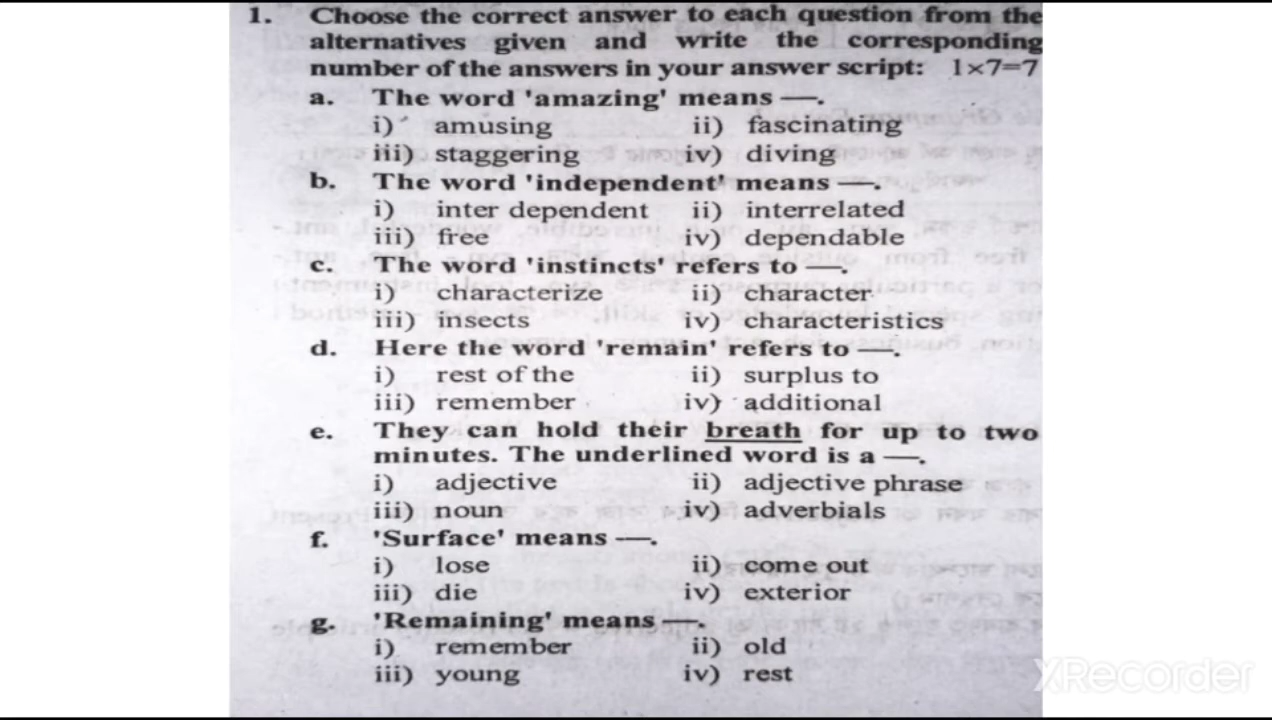 1. Choose the correct answer to each question from the
alternatives given and write the corresponding
number of the answers in your answer script: 1×7=7
a. The word 'amazing' means —.
i) amusing ii) fascinating
iii) staggering iv) diving
b. The word 'independent' means —.
i) inter dependent ii) interrelated
iii) free iv) dependable
c. The word 'instincts' refers to —.
i) characterize ii) character
iii) insects iv) characteristics
d. Here the word 'remain' refers to —.
i) rest of the ii) surplus to
iii) remember iv) additional
e. They can hold their breath for up to two
minutes. The underlined word is a —.
i) adjective ii) adjective phrase
iii) noun iv) adverbials
f. 'Surface' means —.
i) lose ii) come out
iii) die iv) exterior
g. 'Remaining' means —.
i) remember ii) old
iii) young iv) rest
XRecorder